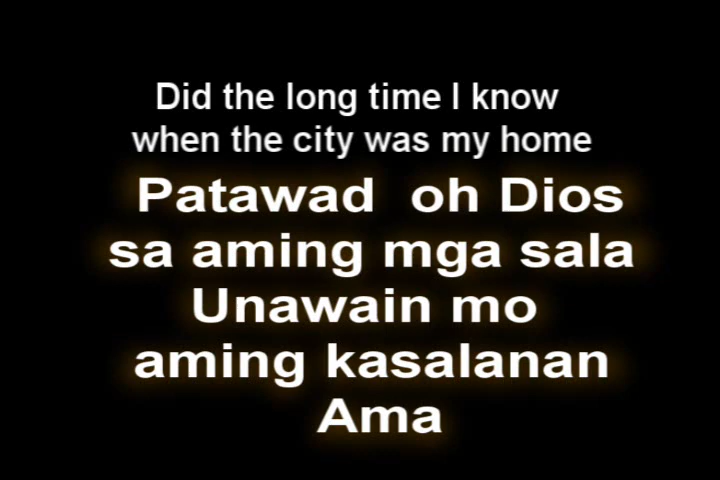 Did the long time I know
when the city was my home
Patawad oh Dios
sa aming mga sala
Unawain mo
aming kasalanan
Ama